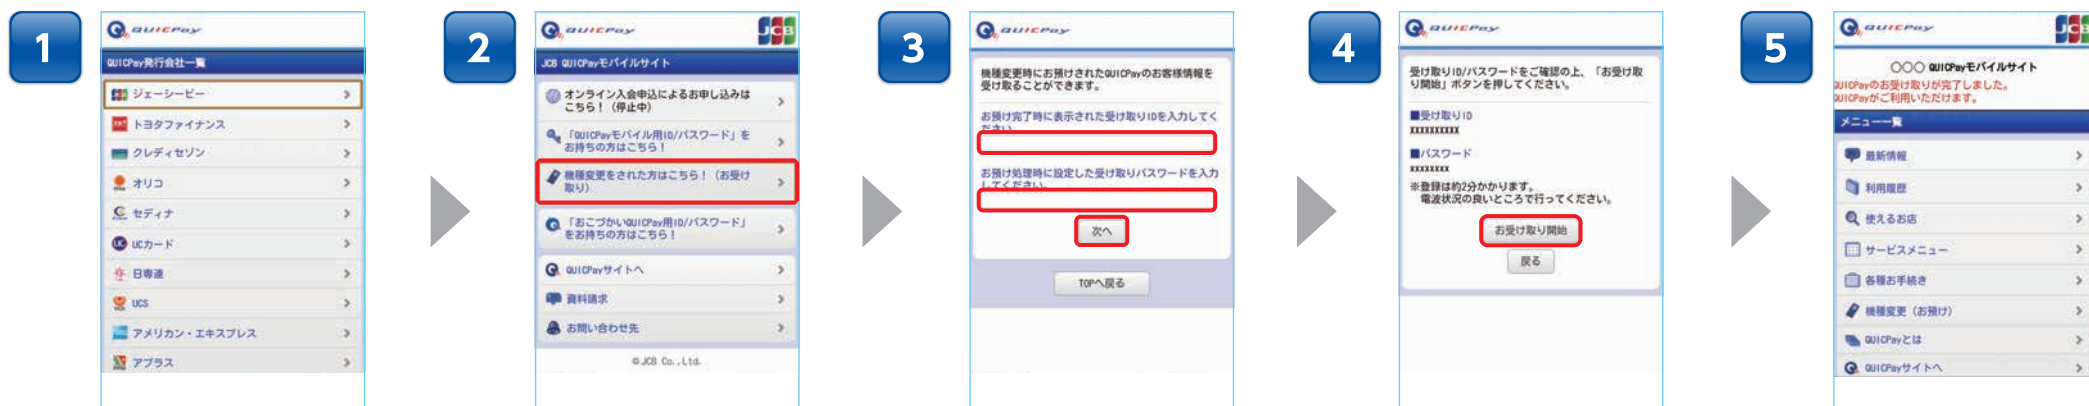 1
QUICPay
QUICPay発行会社一覧
ジェーシービー
トヨタファイナンス
クレディセゾン
オリコ
セディナ
UCカード
日専連
UCS
アメリカン・エキスプレス
アプラス
2
QUICPay
JCB
JCB QUICPayモバイルサイト
オンライン入会申込によるお申し込みは
こちら！（停止中）
「QUICPayモバイル用ID/パスワード」を
お持ちの方はこちら！
機種変更をされた方はこちら！（お受け
取り）
「おこづかいQUICPay用ID/パスワード」
をお持ちの方はこちら！
QUICPayサイトへ
資料請求
お問い合わせ先
©JCB Co.,Ltd.
3
QUICPay
機種変更時にお預けされたQUICPayのお客様情報を
受け取ることができます。
お預け完了時に表示された受け取りIDを入力してく
ださい。
お預け処理時に設定した受け取りパスワードを入力
してください。
次へ
TOPへ戻る
4
QUICPay
受け取りID/パスワードをご確認の上、「お受け取
り開始」ボタンを押してください。
■受け取りID
XXXXXXXXXX
■パスワード
XXXXXXXX
※登録は約2分かかります。
電波状況の良いところで行ってください。
お受け取り開始
戻る
5
QUICPay
JCB
○○○ QUICPayモバイルサイト
QUICPayのお受け取りが完了しました。
QUICPayがご利用いただけます。
メニュー一覧
最新情報
利用履歴
使えるお店
サービスメニュー
各種お手続き
機種変更（お預け）
QUICPayとは
QUICPayサイトへ